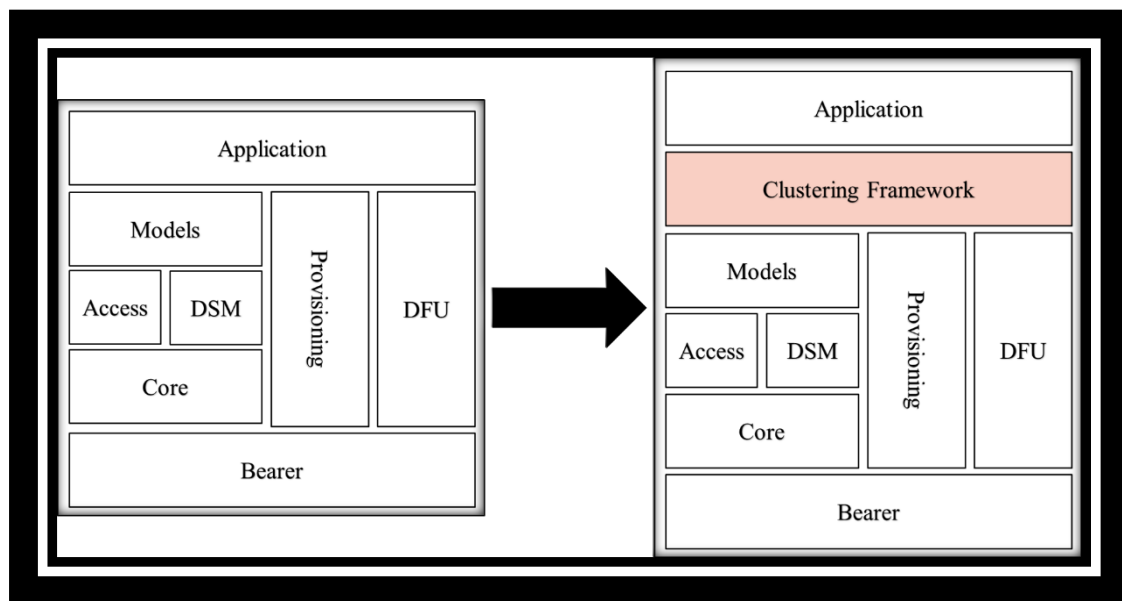 Application
Models
Provisioning
DFU
Access
DSM
Core
Bearer
Application
Clustering Framework
Models
Provisioning
DFU
Access
DSM
Core
Bearer